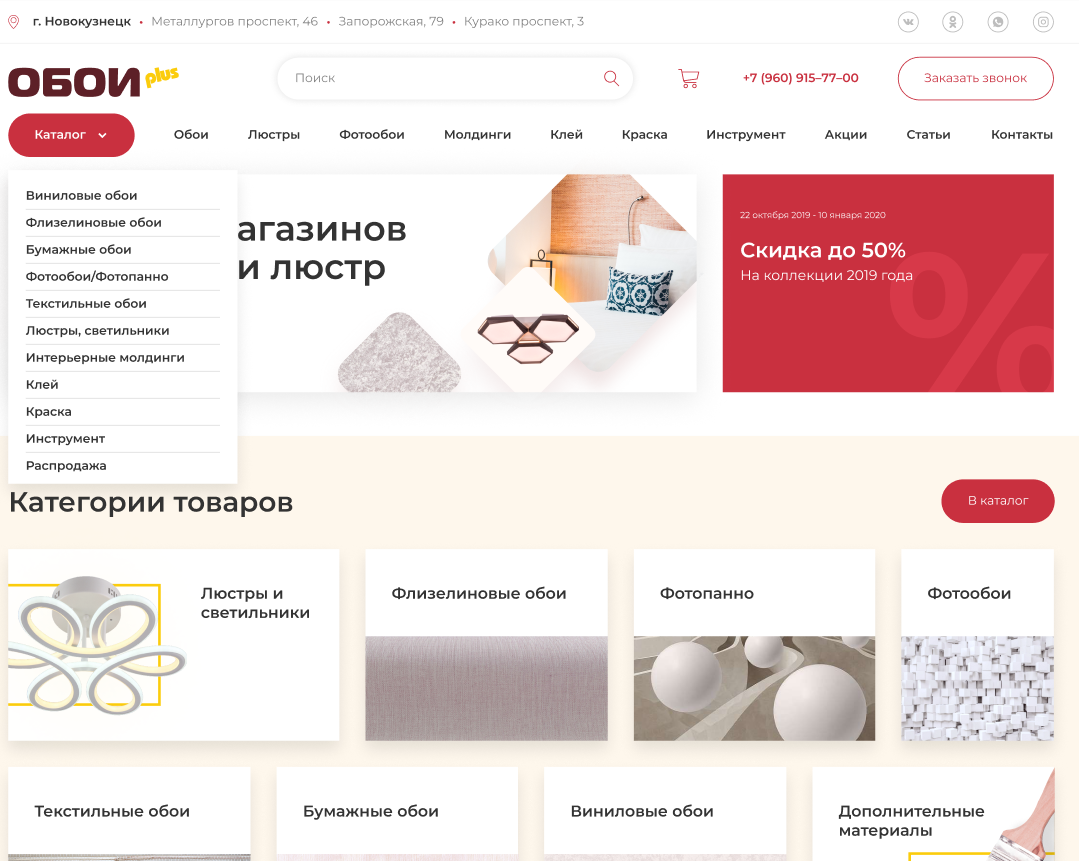 г. Новокузнецк • Металлургов проспект, 46 • Запорожская, 79 • Курако проспект, 3
ОБОИ plus
Поиск
+7 (960) 915–77–00
Заказать звонок
Каталог
Обои
Люстры
Фотообои
Молдинги
Клей
Краска
Инструмент
Акции
Статьи
Контакты
Виниловые обои
Флизелиновые обои
Бумажные обои
Фотообои/Фотопанно
Текстильные обои
Люстры, светильники
Интерьерные молдинги
Клей
Краска
Инструмент
Распродажа
агазинов
и люстр
22 октября 2019 - 10 января 2020
Скидка до 50%
На коллекции 2019 года
%
Категории товаров
В каталог
Люстры и
светильники
Флизелиновые обои
Фотопанно
Фотообои
Текстильные обои
Бумажные обои
Виниловые обои
Дополнительные
материалы